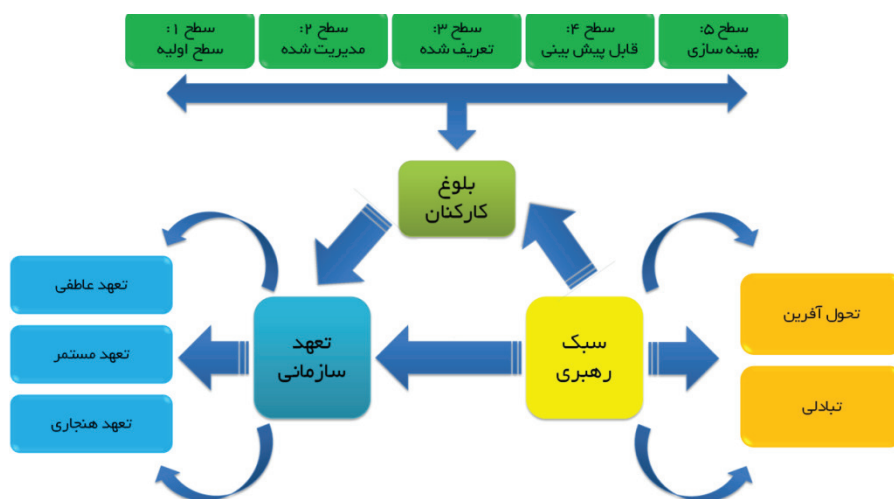 سطح ۱:
سطح اولیه
سطح ۲:
مدیریت شده
سطح ۳:
تعریف شده
سطح ۴:
قابل پیش بینی
سطح ۵:
بهینه سازی
بلوغ
کارکنان
سبک
رهبری
تعهد
سازمانی
تحول آفرین
تبادلی
تعهد عاطفی
تعهد مستمر
تعهد هنجاری